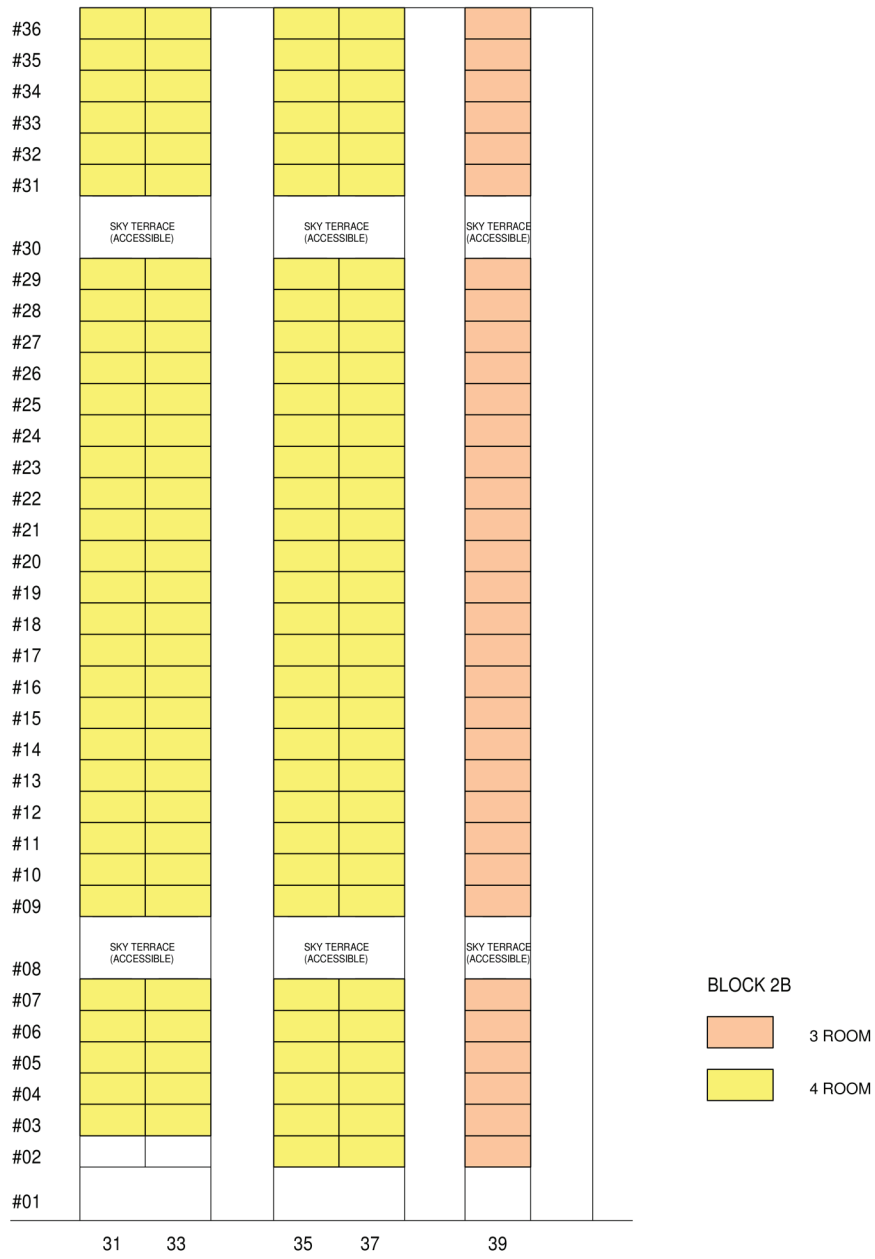 #36
#35
#34
#33
#32
#31
SKY TERRACE
(ACCESSIBLE)
SKY TERRACE
(ACCESSIBLE)
SKY TERRACE
(ACCESSIBLE)
#30
#29
#28
#27
#26
#25
#24
#23
#22
#21
#20
#19
#18
#17
#16
#15
#14
#13
#12
#11
#10
#09
SKY TERRACE
(ACCESSIBLE)
SKY TERRACE
(ACCESSIBLE)
SKY TERRACE
(ACCESSIBLE)
#08
#07
#06
#05
#04
#03
#02
#01
31 33 35 37 39
BLOCK 2B
3 ROOM
4 ROOM